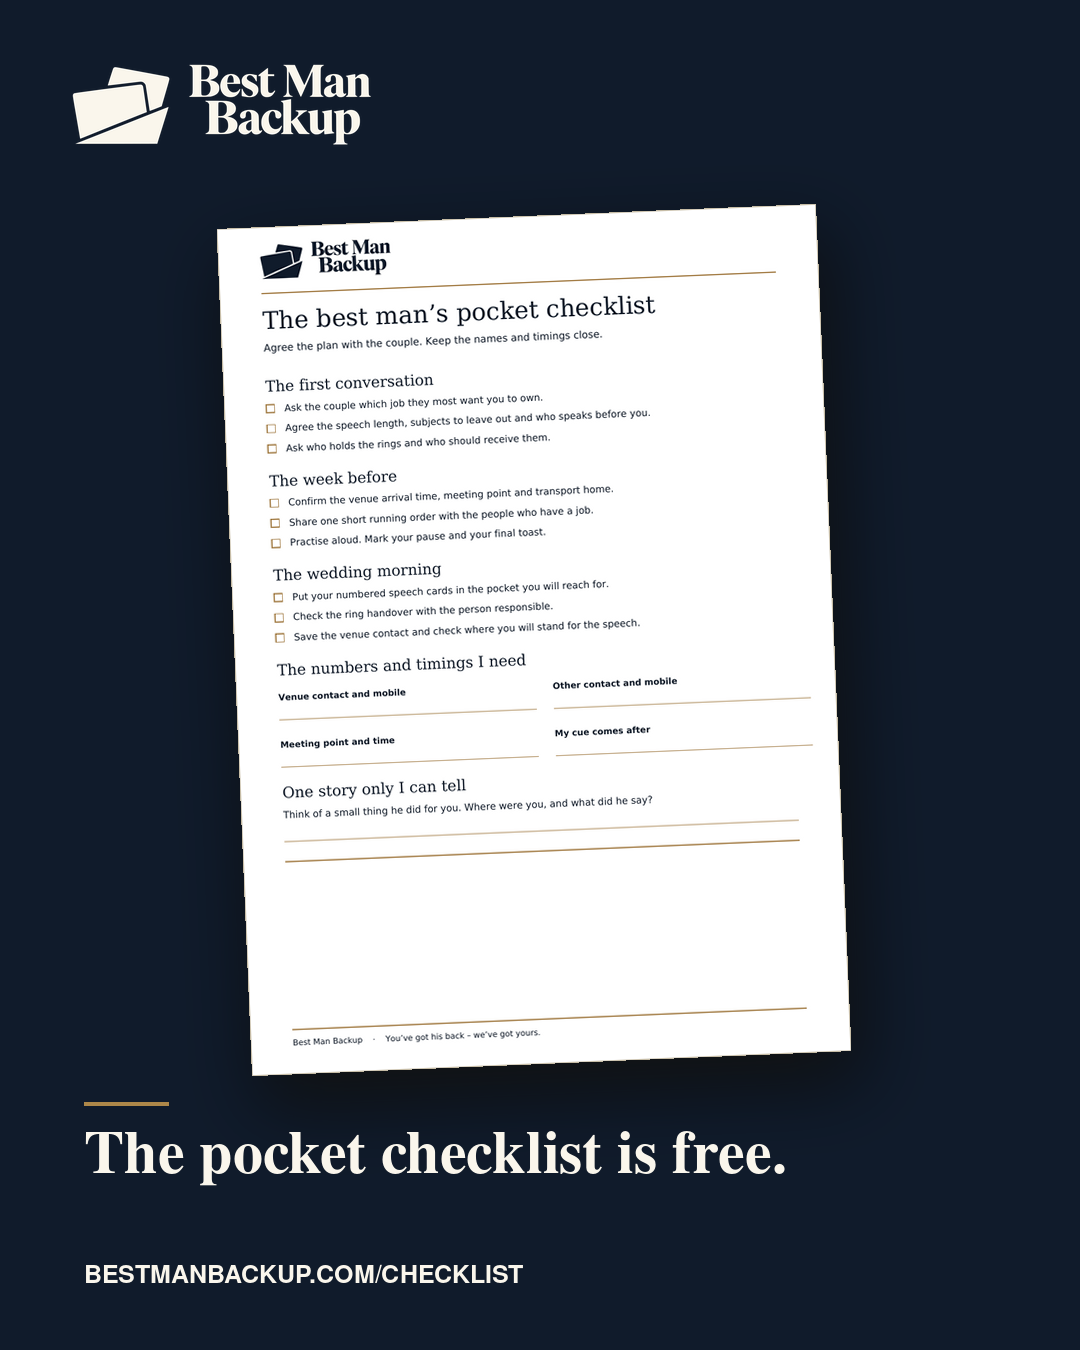 Best Man
Backup
Best Man
Backup
The best man’s pocket checklist
Agree the plan with the couple. Keep the names and timings close.
The first conversation
Ask the couple which job they most want you to own.
Agree the speech length, subjects to leave out and who speaks before you.
Ask who holds the rings and who should receive them.
The week before
Confirm the venue arrival time, meeting point and transport home.
Share one short running order with the people who have a job.
Practise aloud. Mark your pause and your final toast.
The wedding morning
Put your numbered speech cards in the pocket you will reach for.
Check the ring handover with the person responsible.
Save the venue contact and check where you will stand for the speech.
The numbers and timings I need
Venue contact and mobile
Other contact and mobile
Meeting point and time
My cue comes after
One story only I can tell
Think of a small thing he did for you. Where were you, and what did he say?
Best Man Backup · You’ve got his back – we’ve got yours.
The pocket checklist is free.
BESTMANBACKUP.COM/CHECKLIST